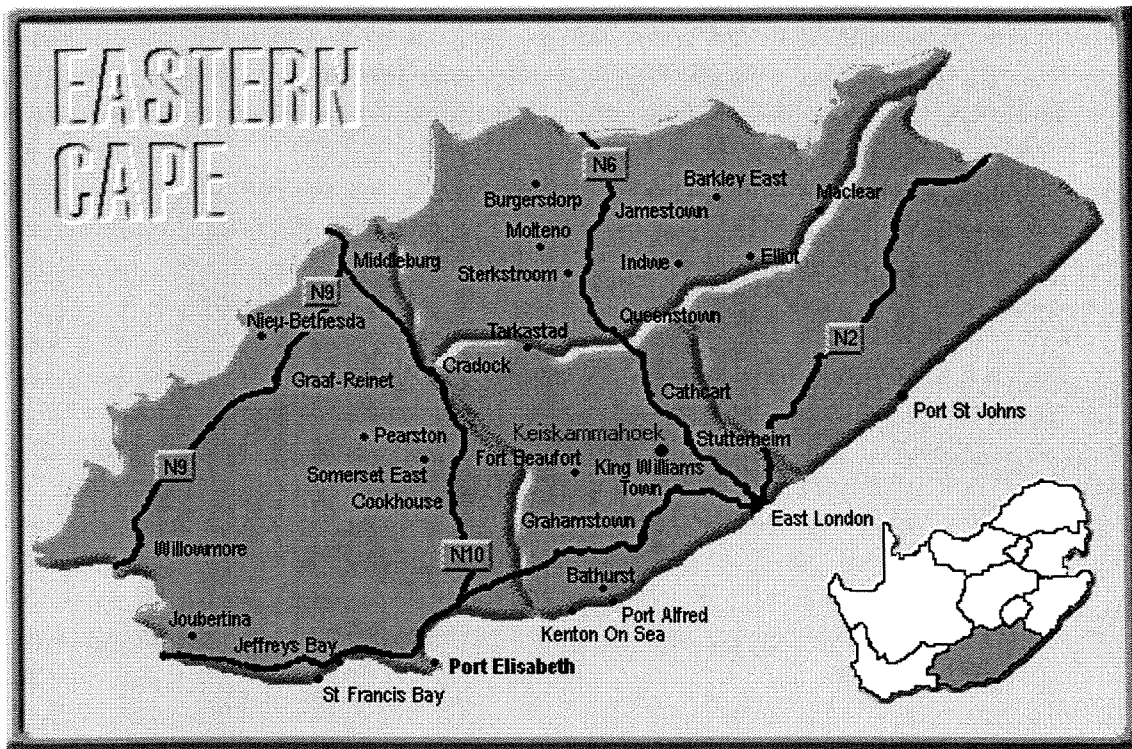 EASTERN
CAPE
N6
Barkley East
Maclear
Burgersdorp
Jamestown
Molteno
Middleburg
Sterkstroom
Indwe
Elliot
N9
Nieu-Bethesda
Tarkastad
Queenstown
N2
Cradock
Graaf-Reinet
Cathcart
Port St Johns
Pearston
Keiskammahoek
Stutterheim
N9
Somerset East
Fort Beaufort
King Williams
Town
Cookhouse
Grahamstown
East London
Willowmore
N10
Bathurst
Joubertina
Port Alfred
Kenton On Sea
Jeffreys Bay
Port Elisabeth
St Francis Bay